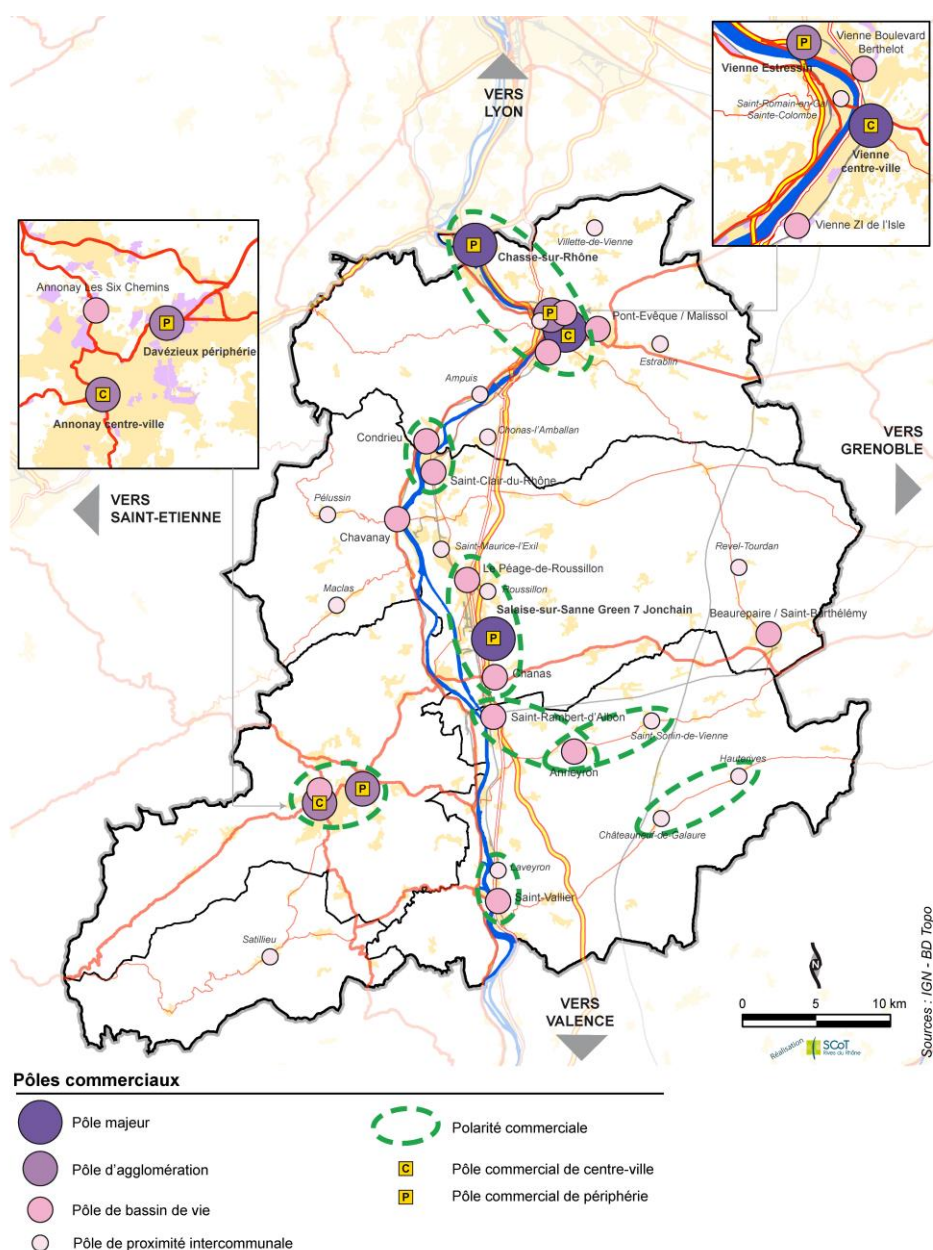 VERS
LYON
Vienne Boulevard
Berthelot
P
Vienne Estressin
Saint-Romain-en-Gal
Sainte-Colombe
C
Vienne
centre-ville
Vienne ZI de l'Isle
Annonay Les Six Chemins
P
Davézieux périphérie
C
Annonay centre-ville
Villette-de-Vienne
P
Chasse-sur-Rhône
P
C
Pont-Evêque / Malissol
Estrablin
Ampuis
Condrieu
Chonas-l'Amballan
Saint-Clair-du-Rhône
VERS
GRENOBLE
VERS
SAINT-ETIENNE
Pélussin
Chavanay
Saint-Maurice-l'Exil
Revel-Tourdan
Le Péage-de-Roussillon
Roussillon
Maclas
Salaise-sur-Sanne Green 7 Jonchain
P
Beaurepaire / Saint-Barthélémy
Chanas
Saint-Rambert-d'Albon
Saint-Sorlin-de-Vienne
Anneyron
Hauterives
P
C
Châteauneuf-de-Galaure
Laveyron
Saint-Vallier
Satillieu
N
0 5 10 km
VERS
VALENCE
Réalisation
SCoT
Rives du Rhône
Sources : IGN - BD Topo
Pôles commerciaux
Pôle majeur
Pôle d'agglomération
Pôle de bassin de vie
Pôle de proximité intercommunale
Polarité commerciale
C
Pôle commercial de centre-ville
P
Pôle commercial de périphérie